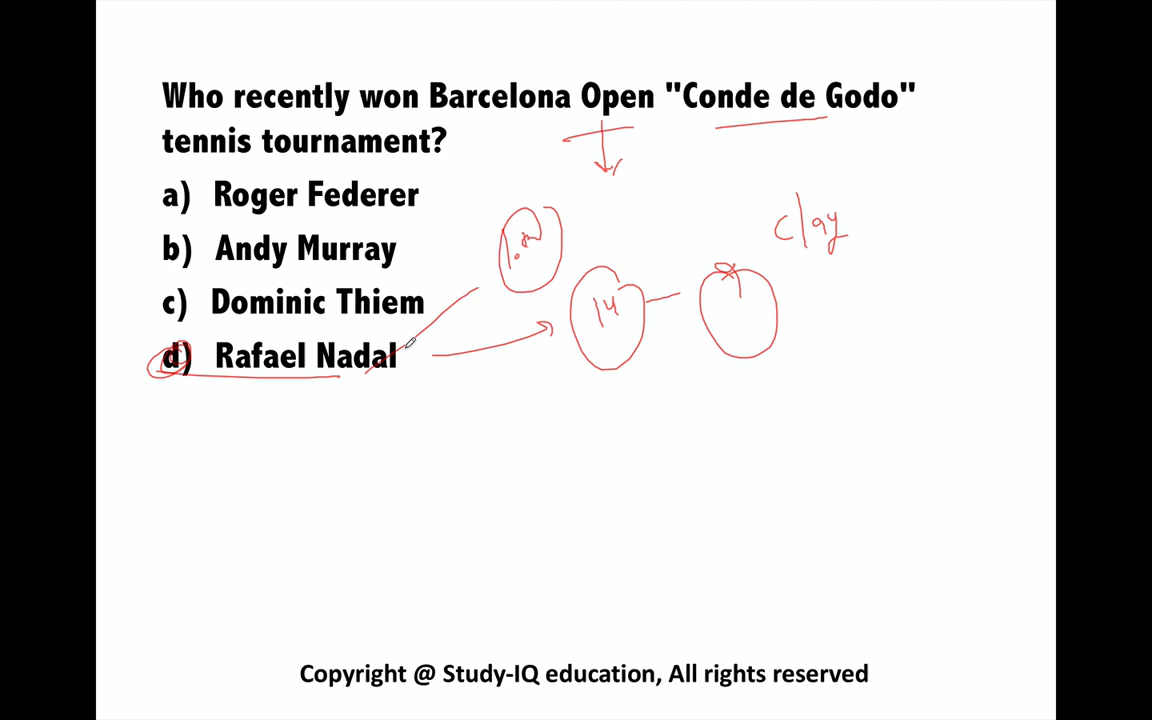 Who recently won Barcelona Open "Conde de Godo"
tennis tournament?
a) Roger Federer
b) Andy Murray
c) Dominic Thiem
d) Rafael Nadal
clay
14
9
Copyright @ Study-IQ education, All rights reserved